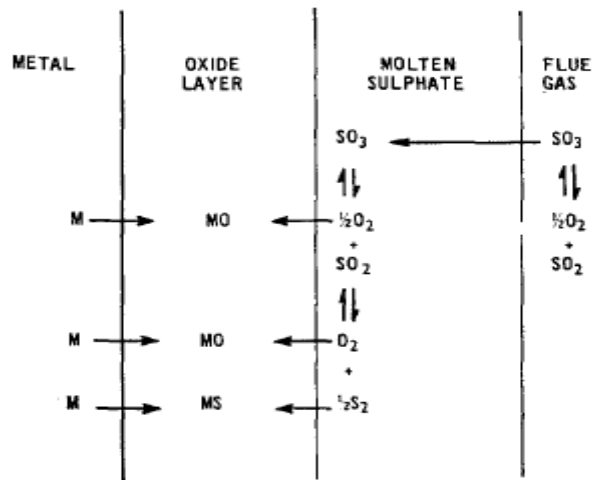 METAL OXIDE LAYER MOLTEN SULPHATE FLUE GAS
SO3 SO3
M MO ½O2 ½O2
+ +
SO2 SO2
M MO O2
+
M MS ½S2